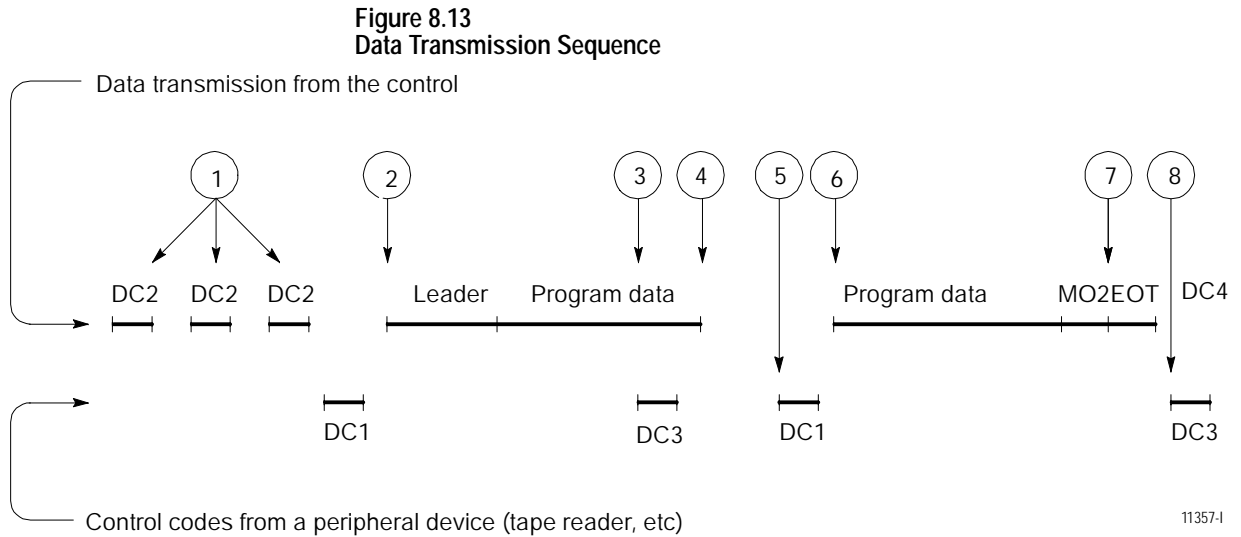 Figure 8.13
Data Transmission Sequence
Data transmission from the control
1 2 3 4 5 6 7 8
DC2 DC2 DC2 Leader Program data Program data MO2EOT DC4
DC1 DC3 DC1 DC3
Control codes from a peripheral device (tape reader, etc)
11357-I